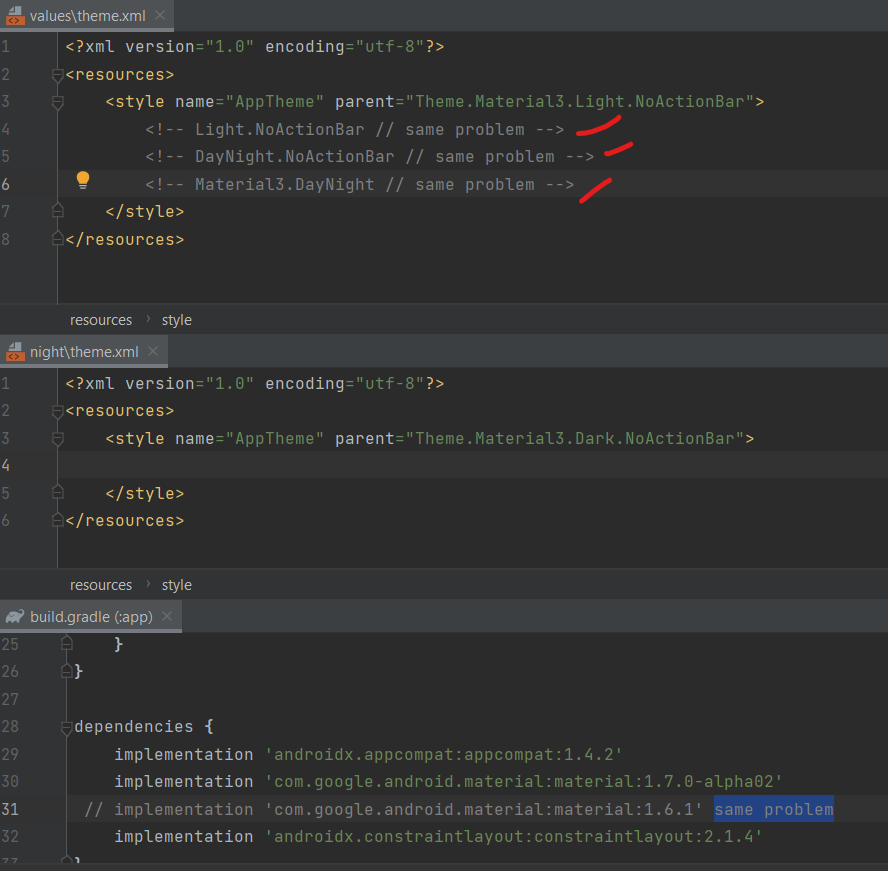 values\theme.xml
1 <?xml version="1.0" encoding="utf-8"?>
2 <resources>
3 <style name="AppTheme" parent="Theme.Material3.Light.NoActionBar">
4 <!-- Light.NoActionBar // same problem -->
5 <!-- DayNight.NoActionBar // same problem -->
6 <!-- Material3.DayNight // same problem -->
7 </style>
8 </resources>
resources › style
night\theme.xml
1 <?xml version="1.0" encoding="utf-8"?>
2 <resources>
3 <style name="AppTheme" parent="Theme.Material3.Dark.NoActionBar">
4
5 </style>
6 </resources>
resources › style
build.gradle (:app)
25 }
26 }
27
28 dependencies {
29 implementation 'androidx.appcompat:appcompat:1.4.2'
30 implementation 'com.google.android.material:material:1.7.0-alpha02'
31 // implementation 'com.google.android.material:material:1.6.1' same problem
32 implementation 'androidx.constraintlayout:constraintlayout:2.1.4'
33 }